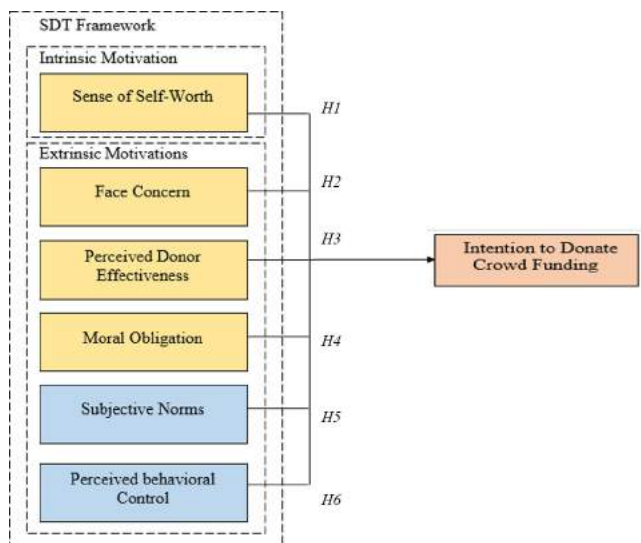 SDT Framework
Intrinsic Motivation
Sense of Self-Worth
H1
Extrinsic Motivations
Face Concern
H2
Perceived Donor
Effectiveness
H3
Intention to Donate
Crowd Funding
Moral Obligation
H4
Subjective Norms
H5
Perceived behavioral
Control
H6